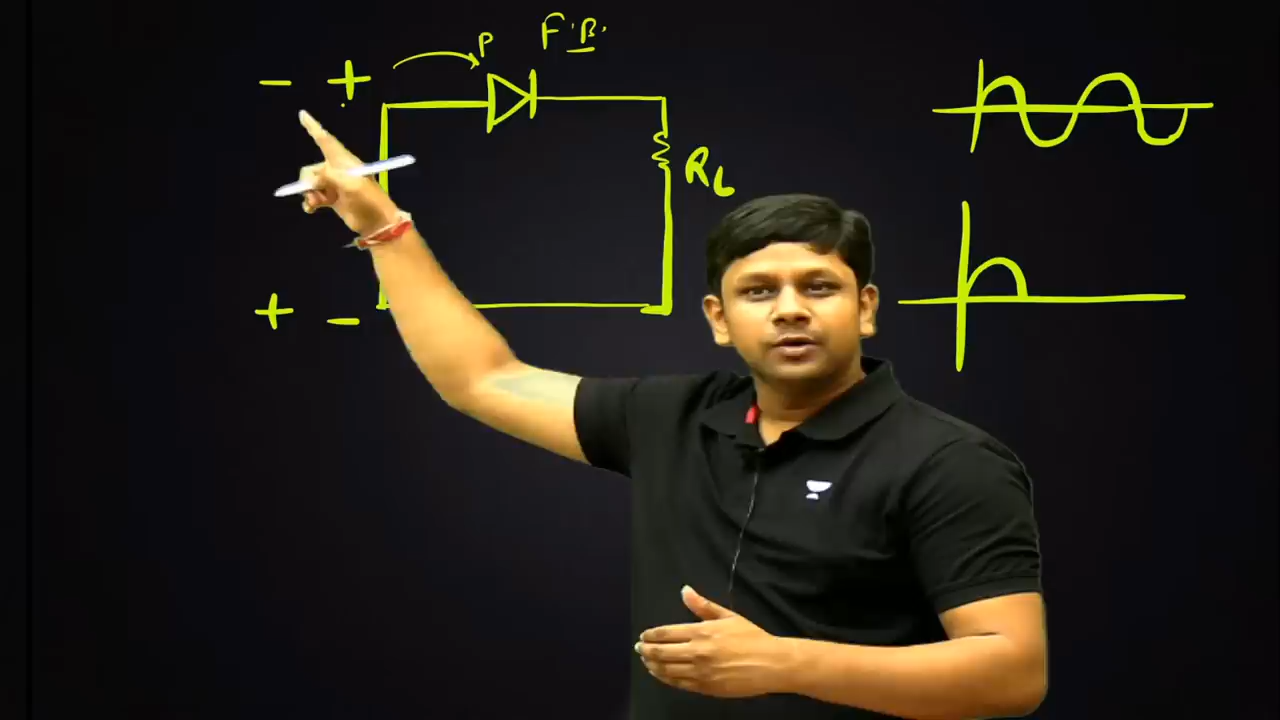 P F.B.
- +
R_L
+ -